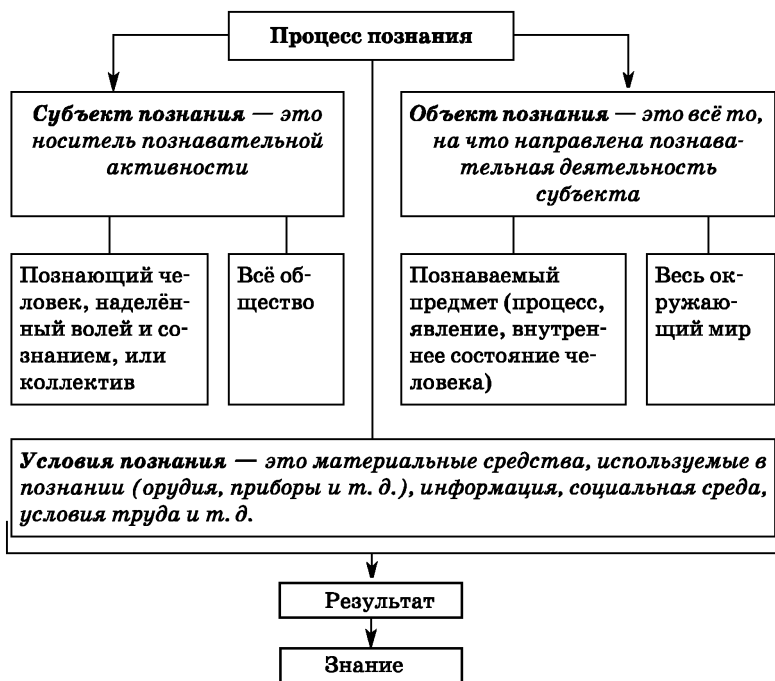 Процесс познания
Субъект познания — это
носитель познавательной
активности
Объект познания — это всё то,
на что направлена познава-
тельная деятельность
субъекта
Познающий че-
ловек, наделён-
ный волей и со-
знанием, или
коллектив
Всё об-
щество
Познаваемый
предмет (процесс,
явление, внутрен-
нее состояние че-
ловека)
Весь ок-
ружаю-
щий мир
Условия познания — это материальные средства, используемые в
познании (орудия, приборы и т. д.), информация, социальная среда,
условия труда и т. д.
Результат
Знание